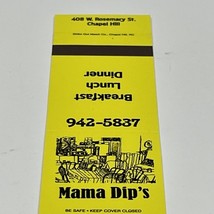 408 W. Rosemary St.
Chapel Hill
Breakfast
Lunch
Dinner
942-5837
Mama Dip's
BE SAFE • KEEP COVER CLOSED